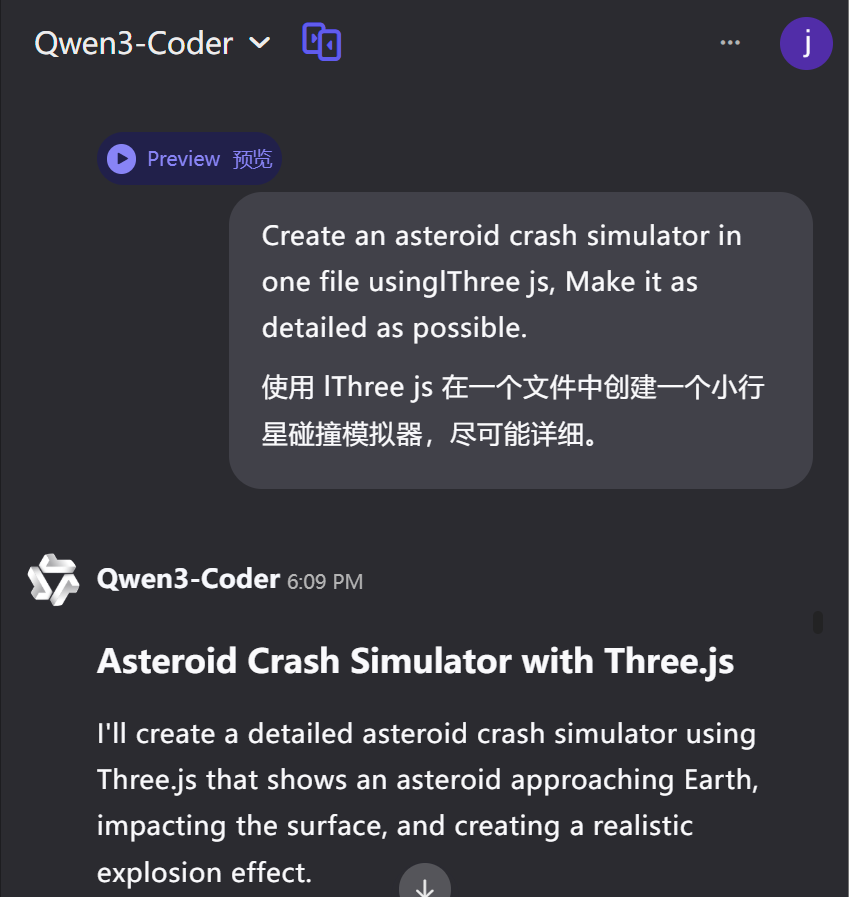 Qwen3-Coder
j
Preview 预览
Create an asteroid crash simulator in
one file usinglThree js, Make it as
detailed as possible.
使用 lThree js 在一个文件中创建一个小行
星碰撞模拟器，尽可能详细。
Qwen3-Coder 6:09 PM
Asteroid Crash Simulator with Three.js
I'll create a detailed asteroid crash simulator using
Three.js that shows an asteroid approaching Earth,
impacting the surface, and creating a realistic
explosion effect.